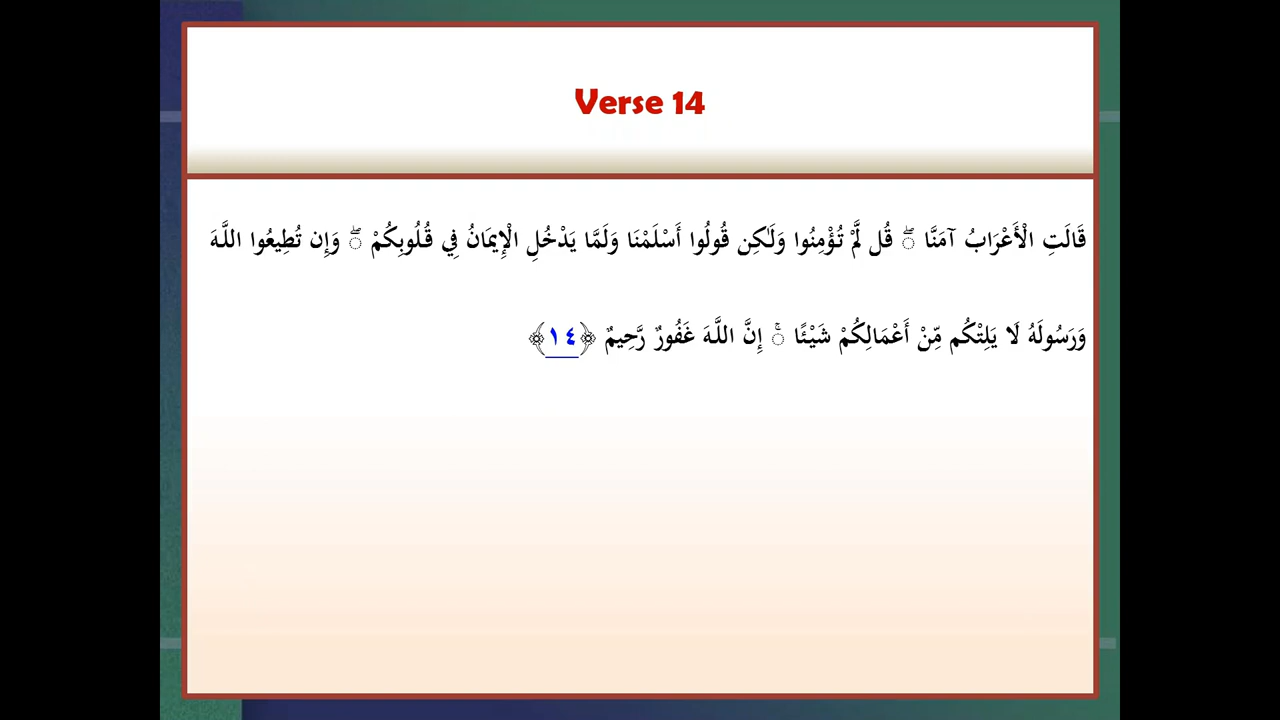 Verse 14
قَالَتِ الْأَعْرَابُ آمَنَّا ۖ قُل لَّمْ تُؤْمِنُوا وَلَٰكِن قُولُوا أَسْلَمْنَا وَلَمَّا يَدْخُلِ الْإِيمَانُ فِي قُلُوبِكُمْ ۖ وَإِن تُطِيعُوا اللَّهَ
وَرَسُولَهُ لَا يَلِتْكُم مِّنْ أَعْمَالِكُمْ شَيْئًا ۚ إِنَّ اللَّهَ غَفُورٌ رَّحِيمٌ ﴿١٤﴾